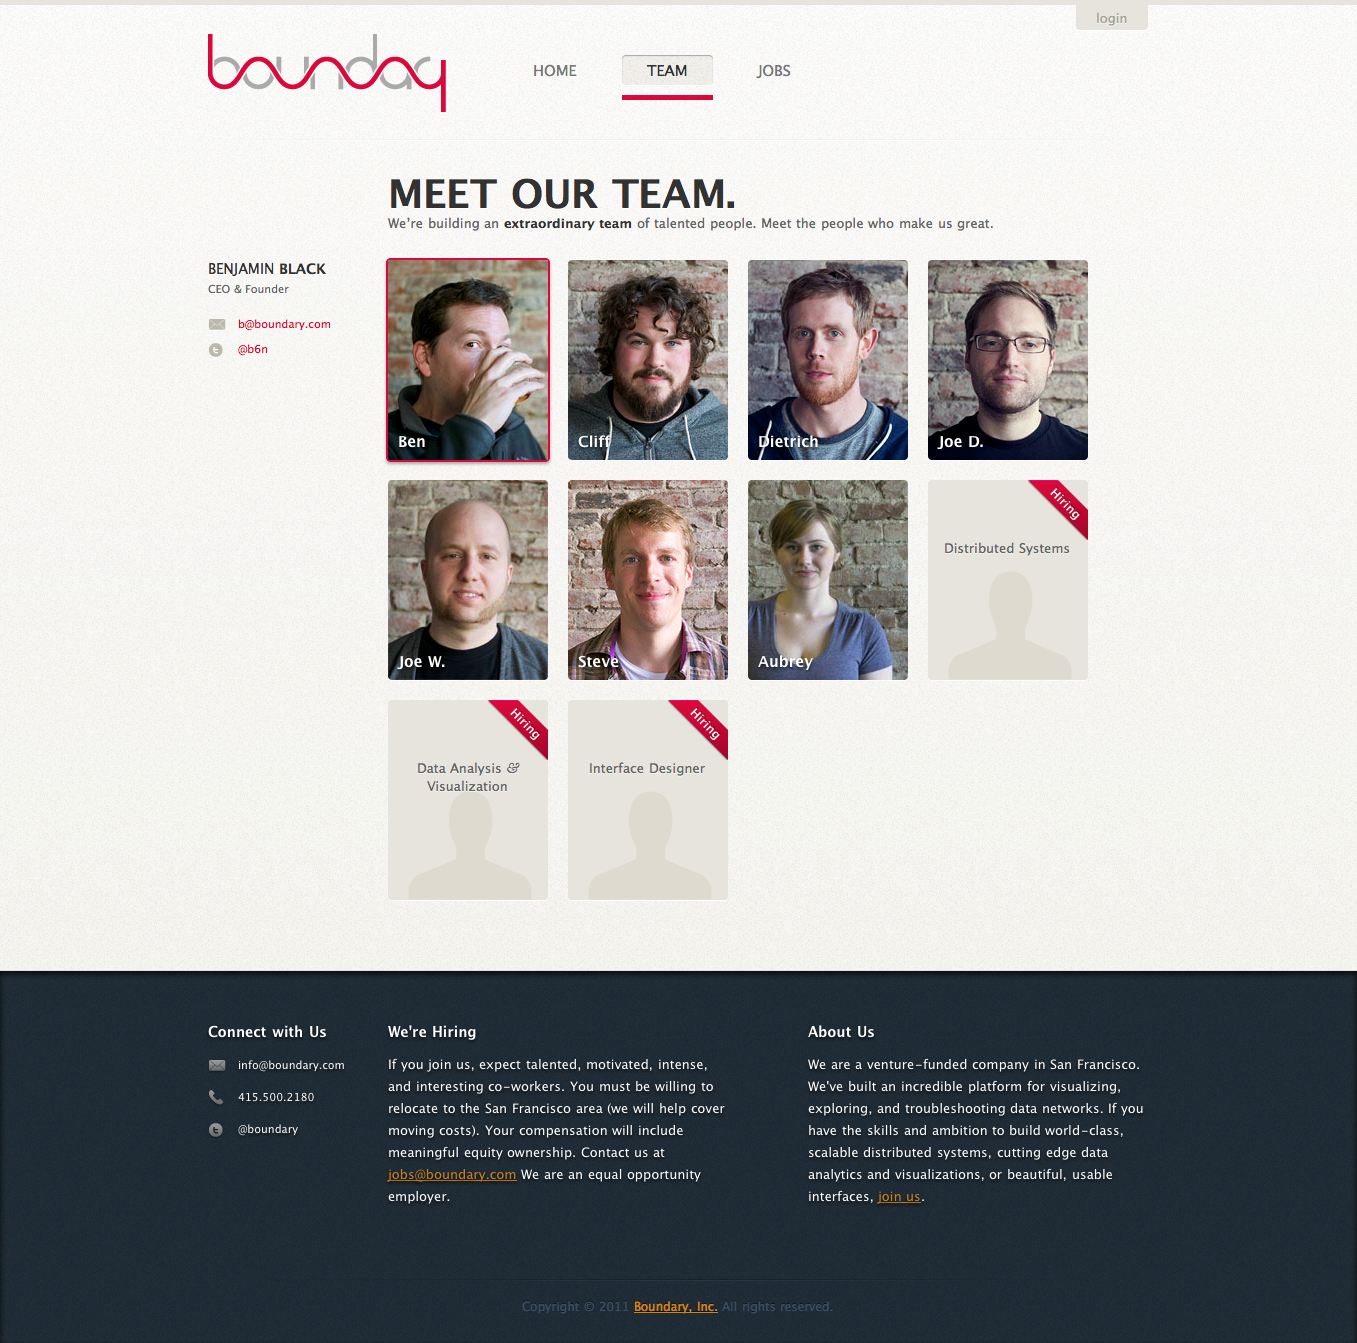 login
boundary
HOME
TEAM
JOBS
MEET OUR TEAM.
We're building an extraordinary team of talented people. Meet the people who make us great.
BENJAMIN BLACK
CEO & Founder
b@boundary.com
@b6n
Ben
Cliff
Dietrich
Joe D.
Joe W.
Steve
Aubrey
Hiring
Distributed Systems
Hiring
Data Analysis &
Visualization
Hiring
Interface Designer
Connect with Us
info@boundary.com
415.500.2180
@boundary
We're Hiring
If you join us, expect talented, motivated, intense,
and interesting co-workers. You must be willing to
relocate to the San Francisco area (we will help cover
moving costs). Your compensation will include
meaningful equity ownership. Contact us at
jobs@boundary.com We are an equal opportunity
employer.
About Us
We are a venture-funded company in San Francisco.
We've built an incredible platform for visualizing,
exploring, and troubleshooting data networks. If you
have the skills and ambition to build world-class,
scalable distributed systems, cutting edge data
analytics and visualizations, or beautiful, usable
interfaces, join us.
Copyright © 2011 Boundary, Inc. All rights reserved.